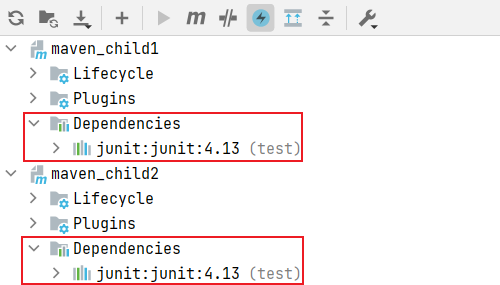 maven_child1
Lifecycle
Plugins
Dependencies
junit:junit:4.13 (test)
maven_child2
Lifecycle
Plugins
Dependencies
junit:junit:4.13 (test)